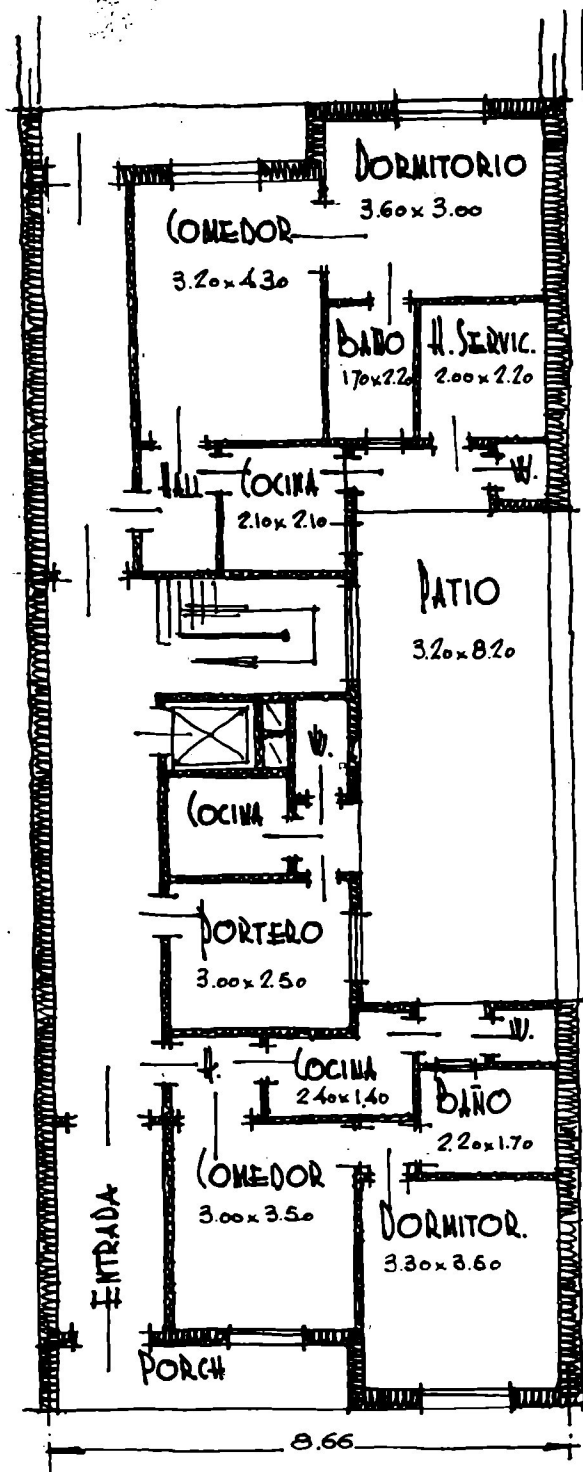 DORMITORIO
3.60 x 3.00
COMEDOR
3.20 x 4.30
BAÑO
1.70 x 2.20
H. SERVIC.
2.00 x 2.20
HALL
COCINA
2.10 x 2.10
W.
PATIO
3.20 x 8.20
W.
COCINA
PORTERO
3.00 x 2.50
H.
COCINA
2.40 x 1.40
W.
BAÑO
2.20 x 1.70
COMEDOR
3.00 x 3.50
DORMITOR.
3.30 x 3.60
ENTRADA
PORCH
8.66